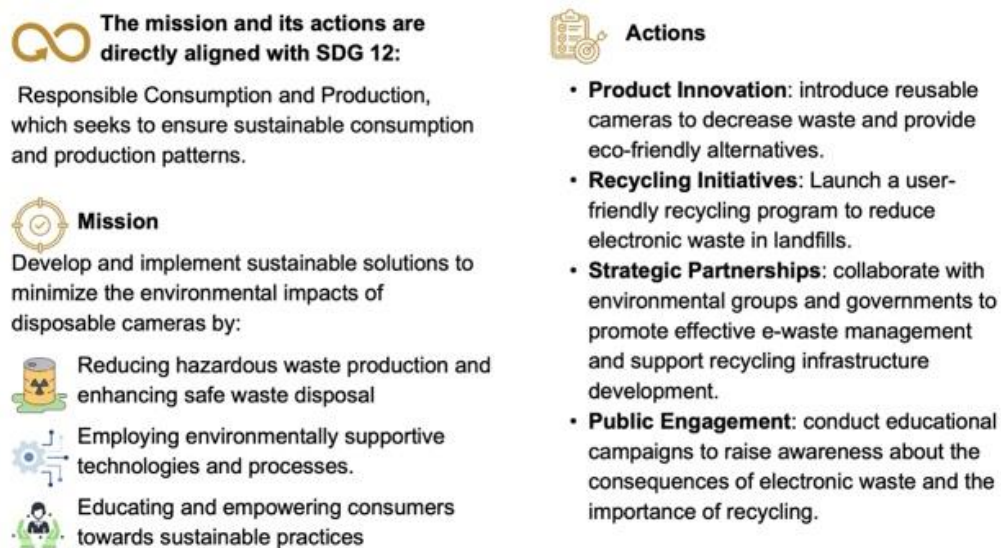 The mission and its actions are
directly aligned with SDG 12:
Responsible Consumption and Production,
which seeks to ensure sustainable consumption
and production patterns.
Mission
Develop and implement sustainable solutions to
minimize the environmental impacts of
disposable cameras by:
Reducing hazardous waste production and
enhancing safe waste disposal
Employing environmentally supportive
technologies and processes.
Educating and empowering consumers
towards sustainable practices
Actions
• Product Innovation: introduce reusable
cameras to decrease waste and provide
eco-friendly alternatives.
• Recycling Initiatives: Launch a user-
friendly recycling program to reduce
electronic waste in landfills.
• Strategic Partnerships: collaborate with
environmental groups and governments to
promote effective e-waste management
and support recycling infrastructure
development.
• Public Engagement: conduct educational
campaigns to raise awareness about the
consequences of electronic waste and the
importance of recycling.